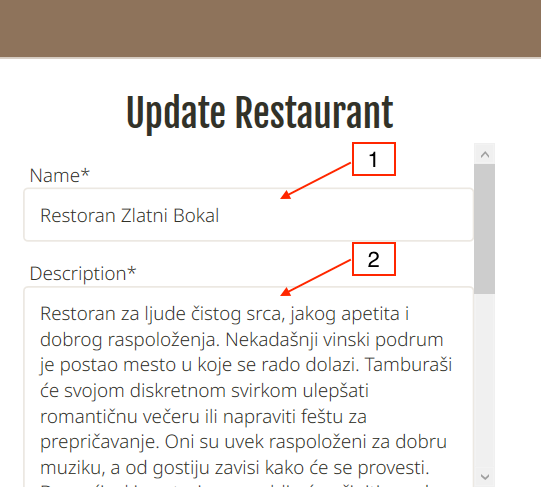 Update Restaurant
1
Name*
Restoran Zlatni Bokal
2
Description*
Restoran za ljude čistog srca, jakog apetita i
dobrog raspoloženja. Nekadašnji vinski podrum
je postao mesto u koje se rado dolazi. Tamburaši
će svojom diskretnom svirkom ulepšati
romantičnu večeru ili napraviti feštu za
prepričavanje. Oni su uvek raspoloženi za dobru
muziku, a od gostiju zavisi kako će se provesti.